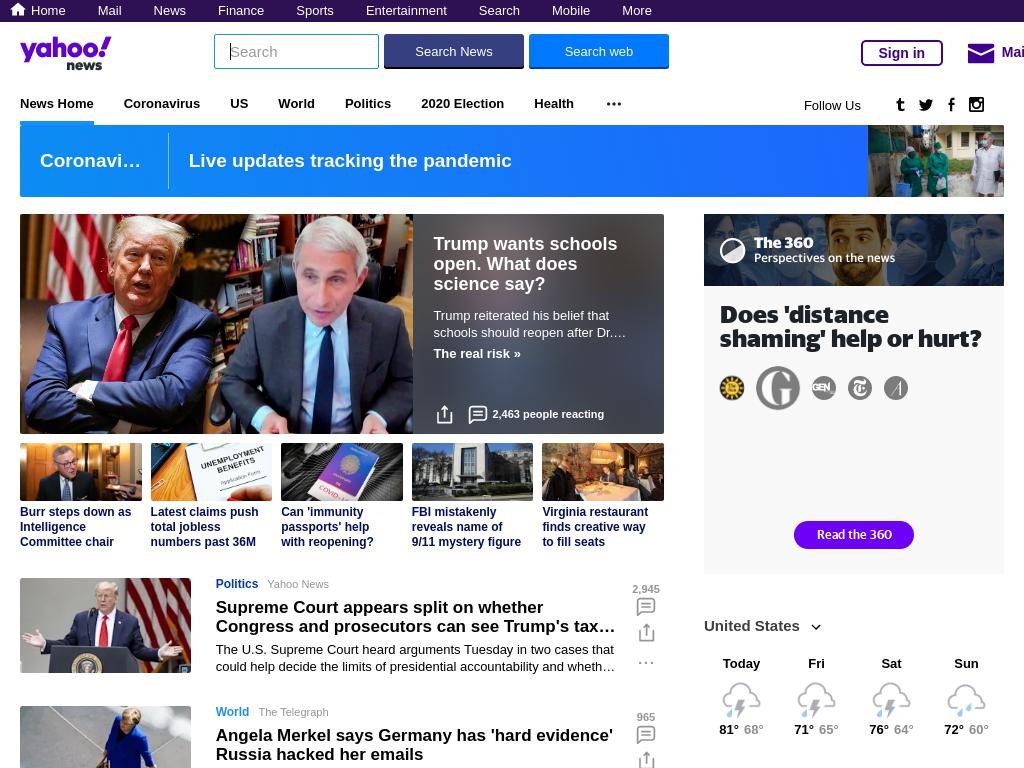 Home Mail News Finance Sports Entertainment Search Mobile More
yahoo!
news
Search
Search News
Search web
Sign in
Mai
News Home Coronavirus US World Politics 2020 Election Health
Follow Us
Coronavi…
Live updates tracking the pandemic
Trump wants schools
open. What does
science say?
Trump reiterated his belief that
schools should reopen after Dr.…
The real risk »
2,463 people reacting
Burr steps down as
Intelligence
Committee chair
UNEMPLOYMENT
BENEFITS
Application Form
Latest claims push
total jobless
numbers past 36M
Can 'immunity
passports' help
with reopening?
FBI mistakenly
reveals name of
9/11 mystery figure
Virginia restaurant
finds creative way
to fill seats
Politics Yahoo News
Supreme Court appears split on whether
Congress and prosecutors can see Trump's tax…
The U.S. Supreme Court heard arguments Tuesday in two cases that
could help decide the limits of presidential accountability and wheth…
2,945
World The Telegraph
Angela Merkel says Germany has 'hard evidence'
Russia hacked her emails
965
The 360
Perspectives on the news
Does 'distance
shaming' help or hurt?
G GEN T A
Read the 360
United States
Today Fri Sat Sun
81° 68° 71° 65° 76° 64° 72° 60°